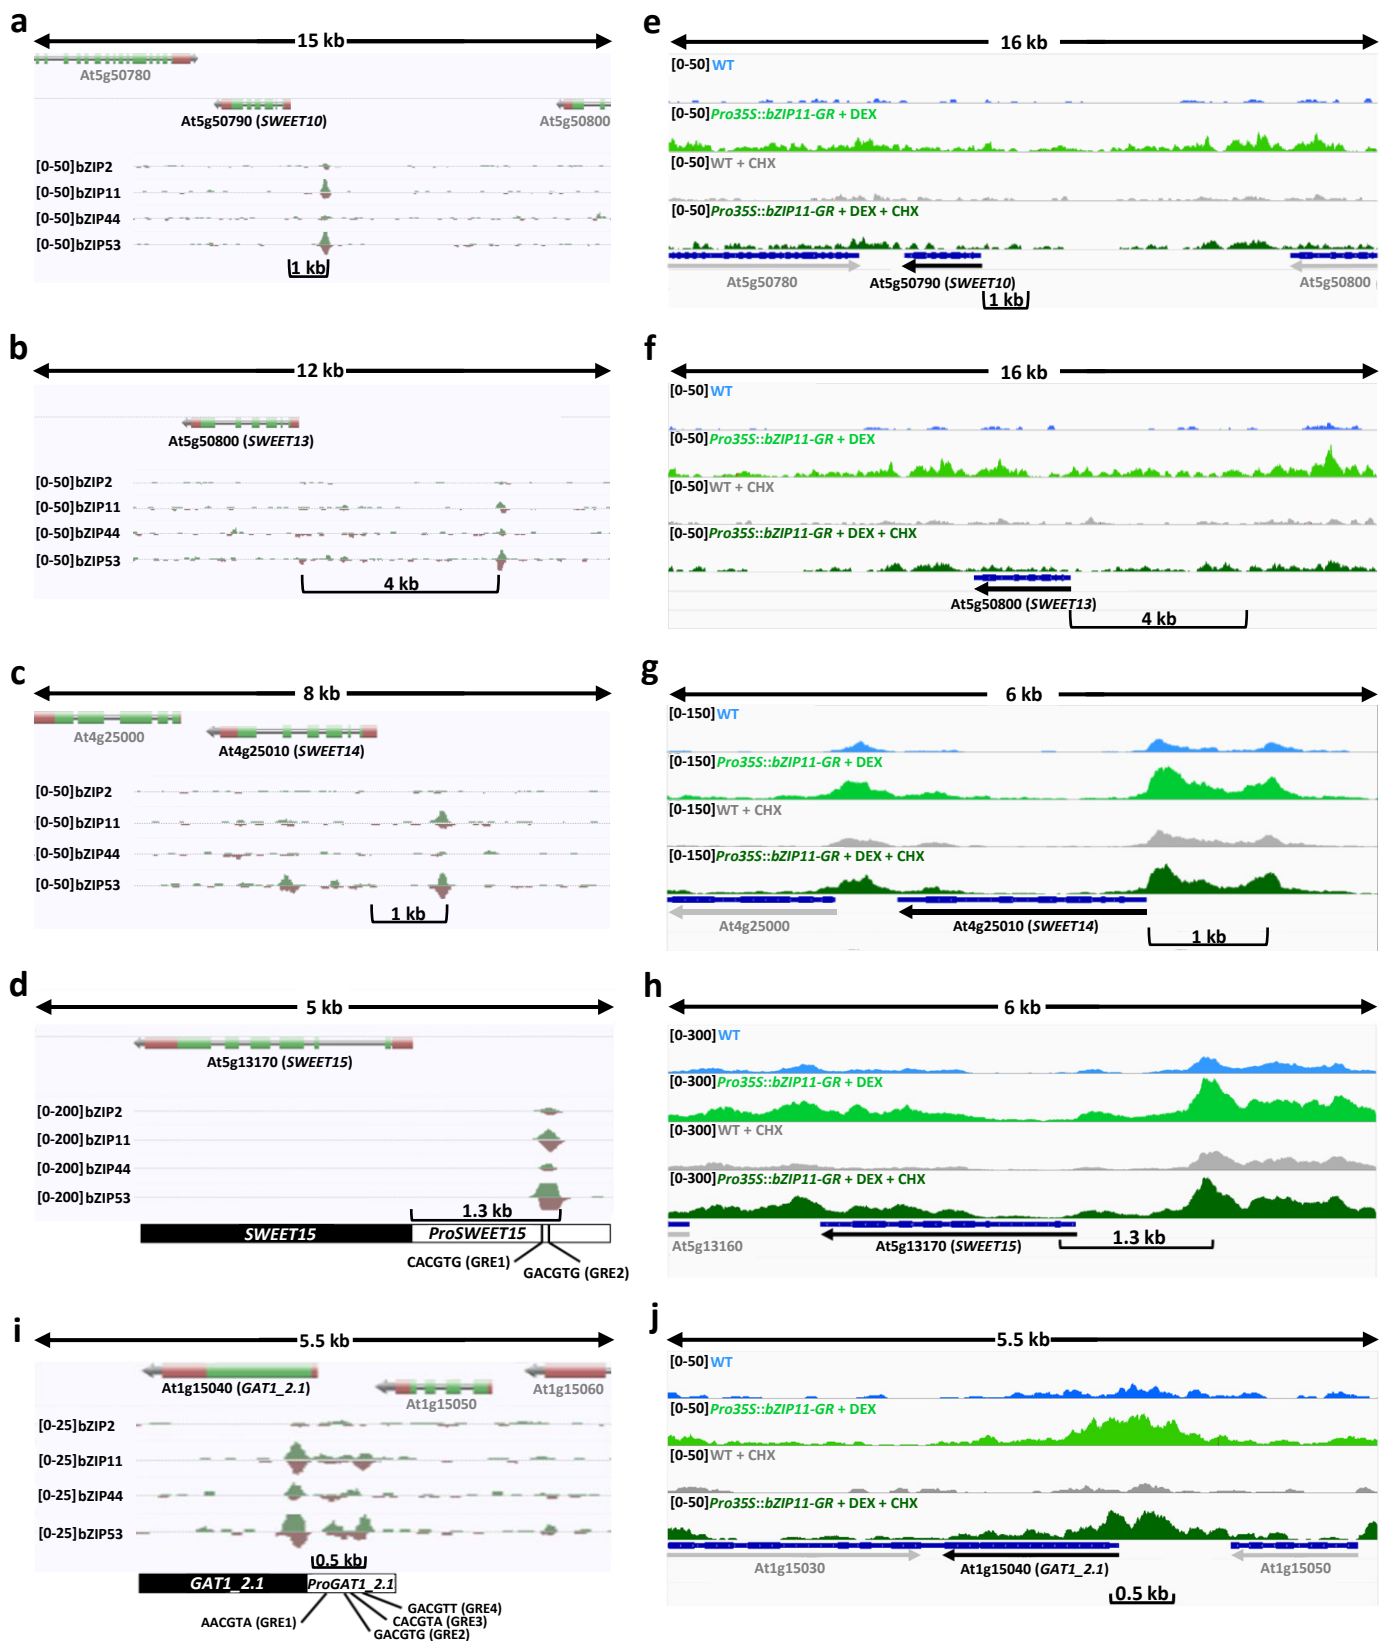 a
15 kb
At5g50780
At5g50790 (SWEET10)
At5g50800
[0-50]bZIP2
[0-50]bZIP11
[0-50]bZIP44
[0-50]bZIP53
1 kb
b
12 kb
At5g50800 (SWEET13)
[0-50]bZIP2
[0-50]bZIP11
[0-50]bZIP44
[0-50]bZIP53
4 kb
c
8 kb
At4g25000
At4g25010 (SWEET14)
[0-50]bZIP2
[0-50]bZIP11
[0-50]bZIP44
[0-50]bZIP53
1 kb
d
5 kb
At5g13170 (SWEET15)
[0-200]bZIP2
[0-200]bZIP11
[0-200]bZIP44
[0-200]bZIP53
1.3 kb
SWEET15 ProSWEET15
CACGTG (GRE1)
GACGTG (GRE2)
e
16 kb
[0-50]WT
[0-50]Pro35S::bZIP11-GR + DEX
[0-50]WT + CHX
[0-50]Pro35S::bZIP11-GR + DEX + CHX
At5g50780
At5g50790 (SWEET10)
At5g50800
1 kb
f
16 kb
[0-50]WT
[0-50]Pro35S::bZIP11-GR + DEX
[0-50]WT + CHX
[0-50]Pro35S::bZIP11-GR + DEX + CHX
At5g50800 (SWEET13)
4 kb
g
6 kb
[0-150]WT
[0-150]Pro35S::bZIP11-GR + DEX
[0-150]WT + CHX
[0-150]Pro35S::bZIP11-GR + DEX + CHX
At4g25000
At4g25010 (SWEET14)
1 kb
h
6 kb
[0-300]WT
[0-300]Pro35S::bZIP11-GR + DEX
[0-300]WT + CHX
[0-300]Pro35S::bZIP11-GR + DEX + CHX
At5g13160
At5g13170 (SWEET15)
1.3 kb
i
5.5 kb
At1g15040 (GAT1_2.1)
At1g15050
At1g15060
[0-25]bZIP2
[0-25]bZIP11
[0-25]bZIP44
[0-25]bZIP53
0.5 kb
GAT1_2.1 ProGAT1_2.1
AACGTA (GRE1)
GACGTT (GRE4)
CACGTA (GRE3)
GACGTG (GRE2)
j
5.5 kb
[0-50]WT
[0-50]Pro35S::bZIP11-GR + DEX
[0-50]WT + CHX
[0-50]Pro35S::bZIP11-GR + DEX + CHX
At1g15030
At1g15040 (GAT1_2.1)
At1g15050
0.5 kb